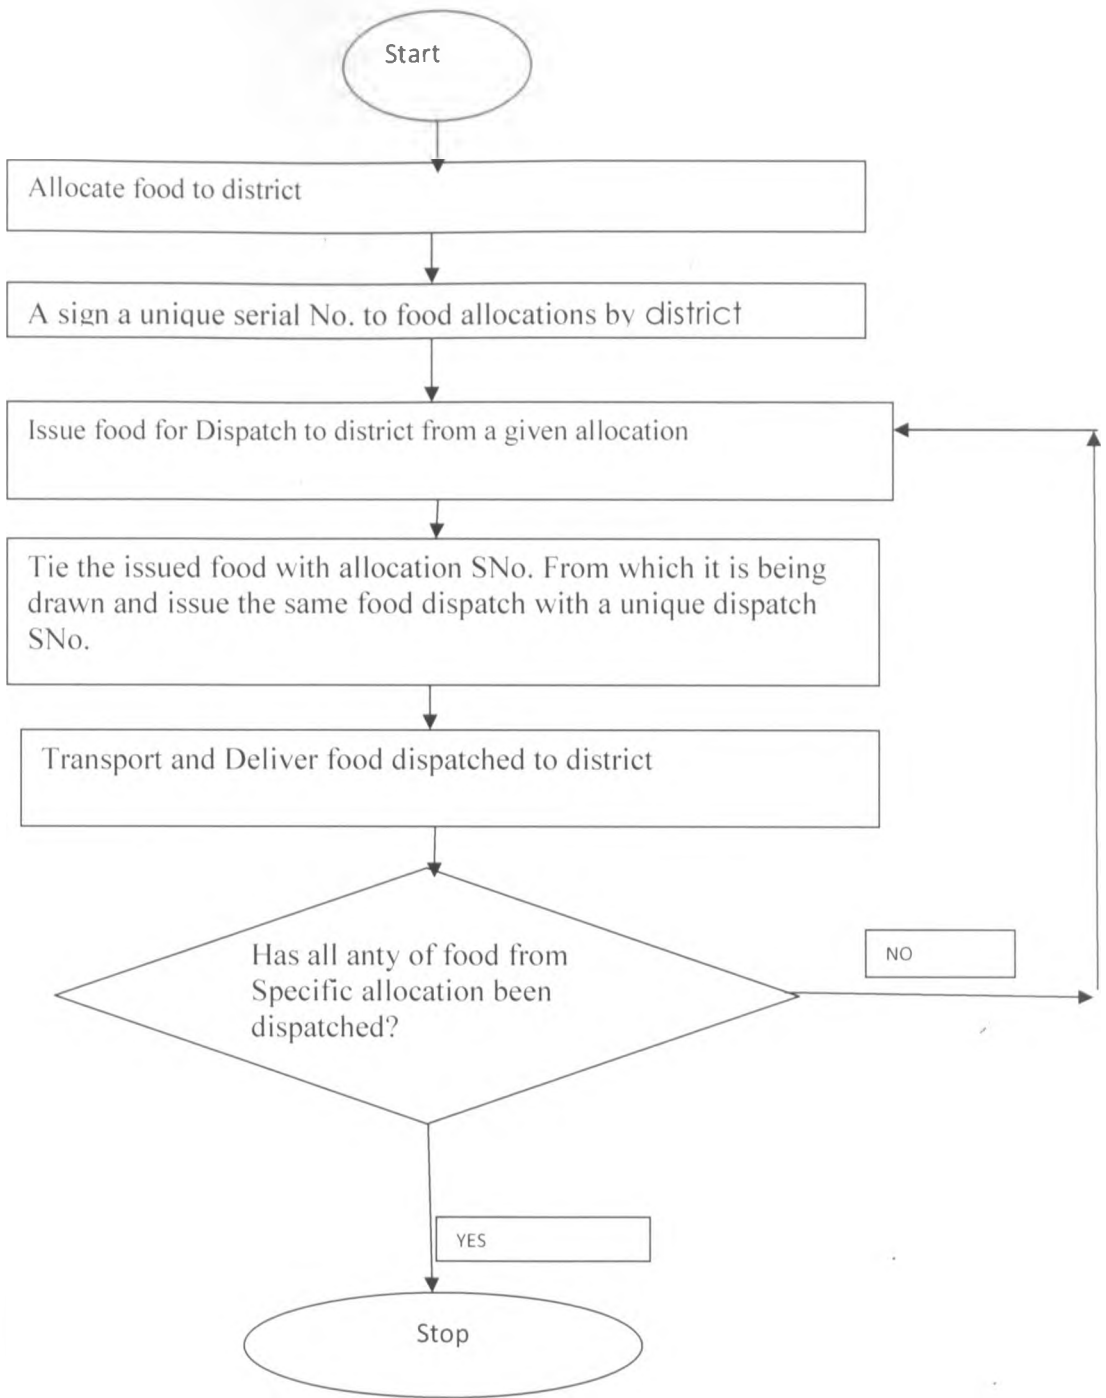 Start
Allocate food to district
A sign a unique serial No. to food allocations by district
Issue food for Dispatch to district from a given allocation
Tie the issued food with allocation SNo. From which it is being
drawn and issue the same food dispatch with a unique dispatch
SNo.
Transport and Deliver food dispatched to district
Has all anty of food from
Specific allocation been
dispatched?
NO
YES
Stop